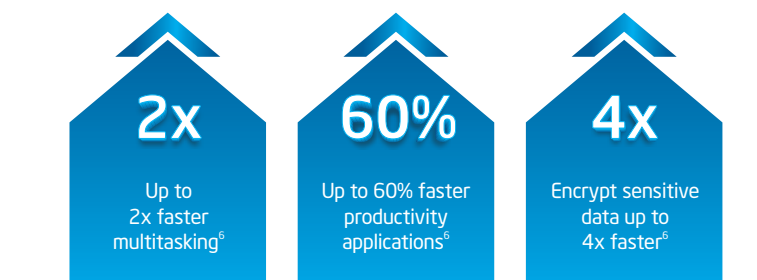 2x
Up to
2x faster
multitasking⁶
60%
Up to 60% faster
productivity
applications⁶
4x
Encrypt sensitive
data up to
4x faster⁶